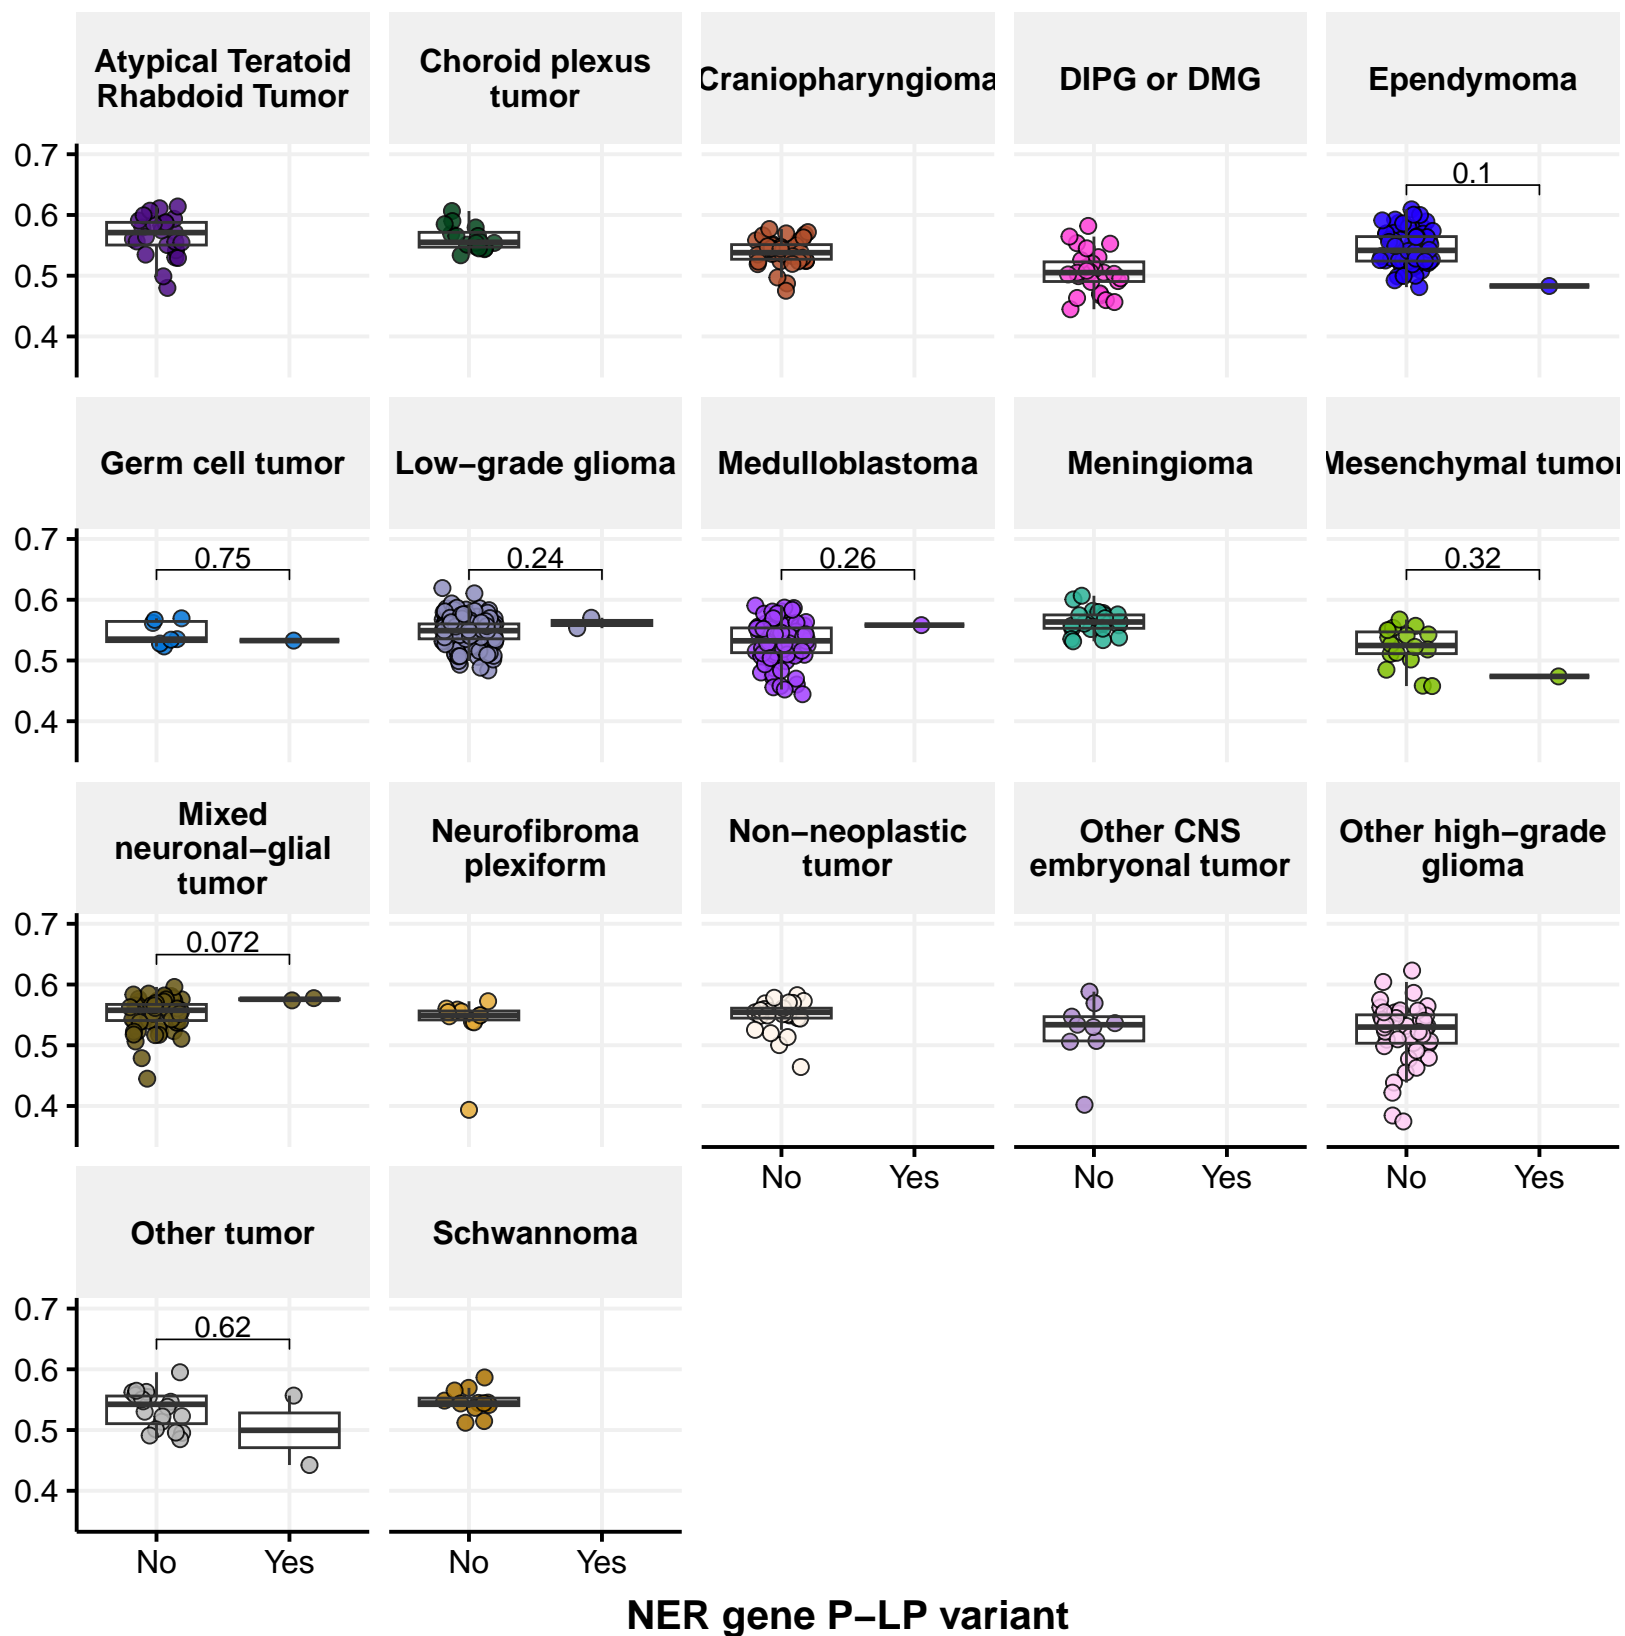 Atypical Teratoid
Rhabdoid Tumor
Choroid plexus
tumor
Craniopharyngioma
DIPG or DMG
Ependymoma
0.7
0.6
0.5
0.4
0.1
Germ cell tumor
Low−grade glioma
Medulloblastoma
Meningioma
Mesenchymal tumor
0.7
0.6
0.5
0.4
0.75
0.24
0.26
0.32
Mixed
neuronal−glial
tumor
Neurofibroma
plexiform
Non−neoplastic
tumor
Other CNS
embryonal tumor
Other high−grade
glioma
0.7
0.6
0.5
0.4
0.072
No
Yes
No
Yes
No
Yes
Other tumor
Schwannoma
0.7
0.6
0.5
0.4
0.62
No
Yes
No
Yes
NER gene P−LP variant